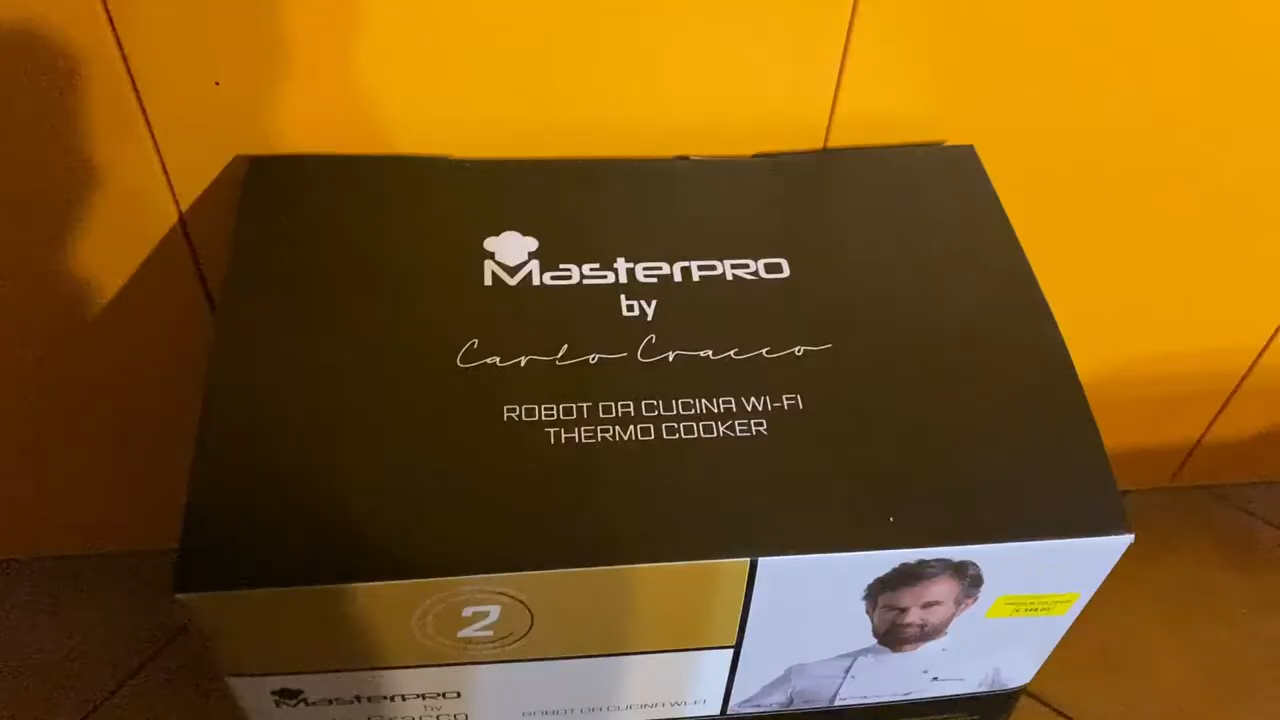 MasterPRO
by
Carlo Cracco
ROBOT DA CUCINA WI-FI
THERMO COOKER
2
MasterPRO
by
Cracco
ROBOT DA CUCINA WI-FI